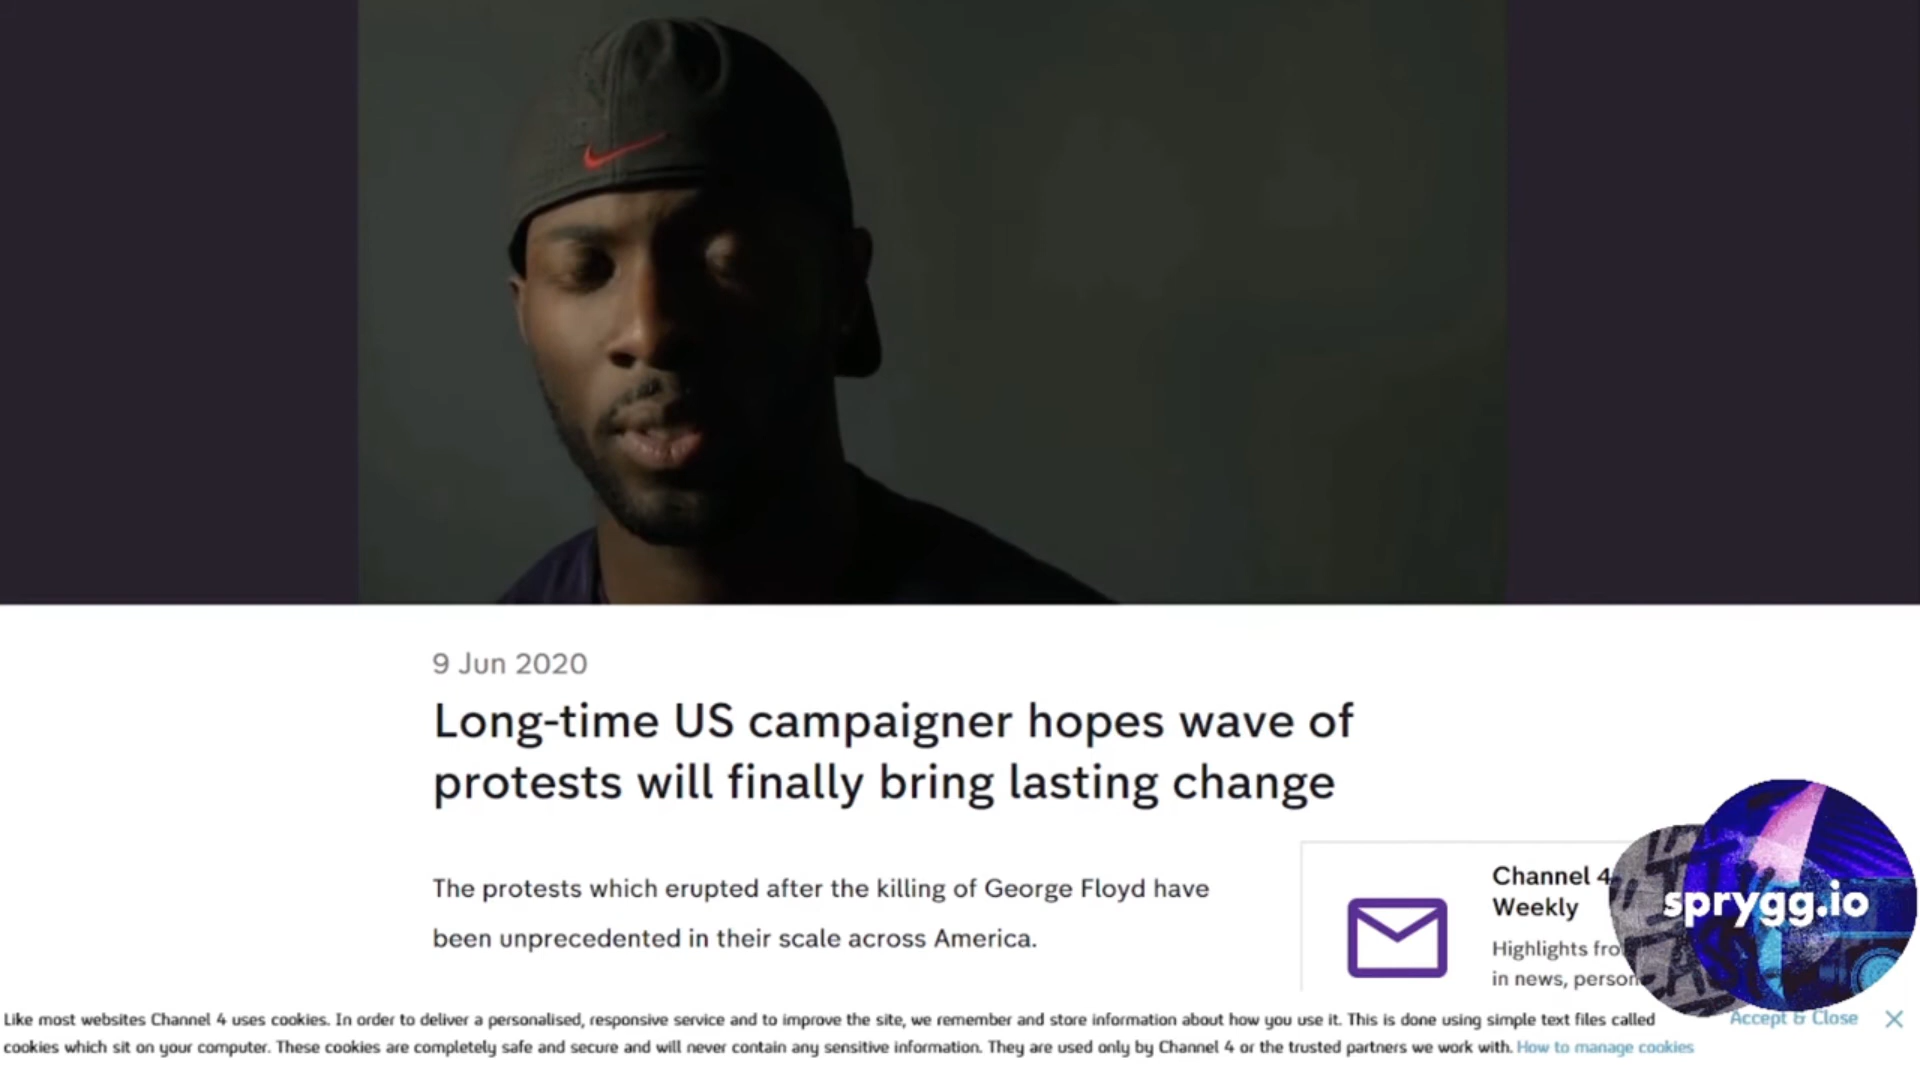 9 Jun 2020
Long-time US campaigner hopes wave of
protests will finally bring lasting change
The protests which erupted after the killing of George Floyd have
been unprecedented in their scale across America.
Channel 4
Weekly
Highlights
in news,
sprygg.io
Like most websites Channel 4 uses cookies. In order to deliver a personalised, responsive service and to improve the site, we remember and store information about how you use it. This is done using simple text files called
cookies which sit on your computer. These cookies are completely safe and secure and will never contain any sensitive information. They are used only by Channel 4 or the trusted partners we work with. How to manage cookies
Accept & Close